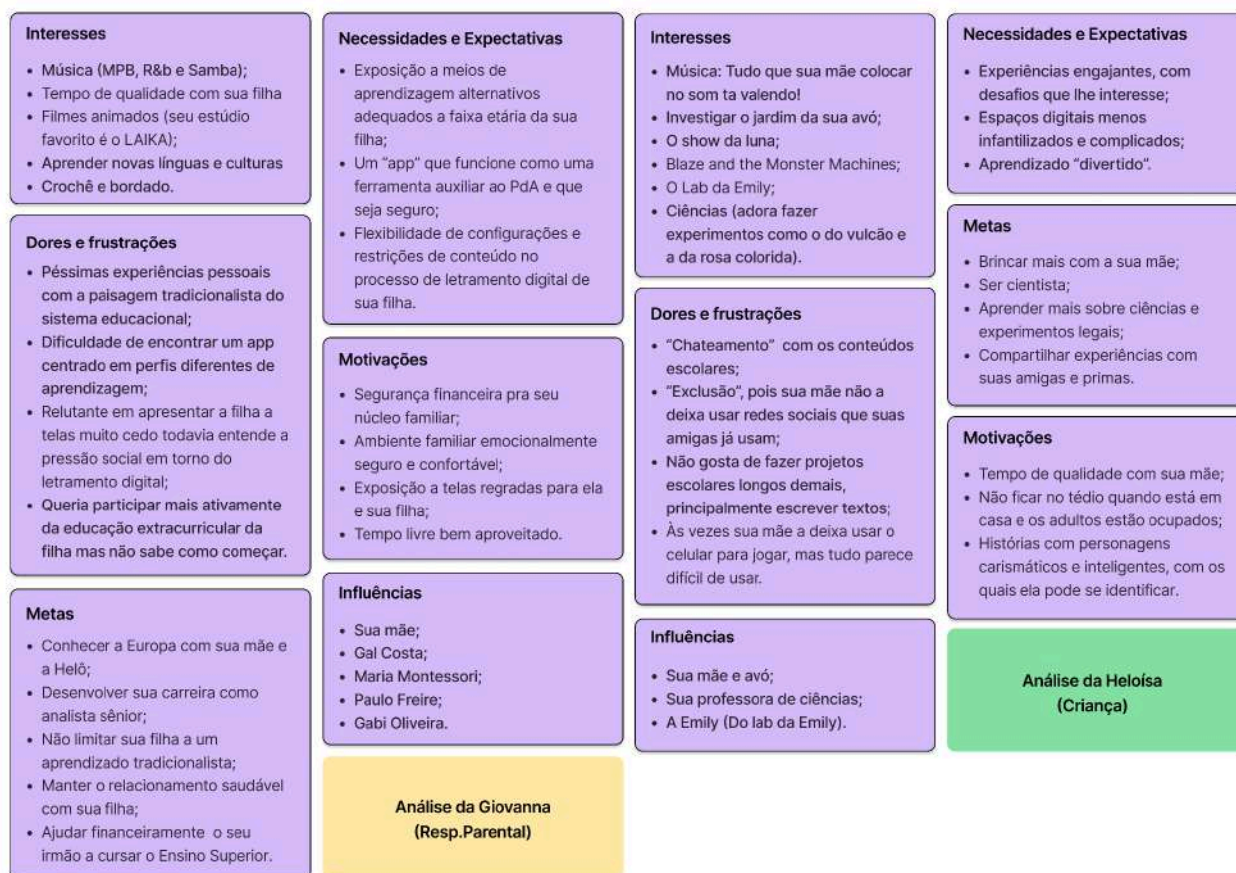 Interesses
• Música (MPB, R&b e Samba);
• Tempo de qualidade com sua filha
• Filmes animados (seu estúdio
favorito é o LAIKA);
• Aprender novas línguas e culturas
• Crochê e bordado.
Dores e frustrações
• Péssimas experiências pessoais
com a paisagem tradicionalista do
sistema educacional;
• Dificuldade de encontrar um app
centrado em perfis diferentes de
aprendizagem;
• Relutante em apresentar a filha a
telas muito cedo todavia entende a
pressão social em torno do
letramento digital;
• Queria participar mais ativamente
da educação extracurricular da
filha mas não sabe como começar.
Metas
• Conhecer a Europa com sua mãe e
a Helô;
• Desenvolver sua carreira como
analista sênior;
• Não limitar sua filha a um
aprendizado tradicionalista;
• Manter o relacionamento saudável
com sua filha;
• Ajudar financeiramente o seu
irmão a cursar o Ensino Superior.
Necessidades e Expectativas
• Exposição a meios de
aprendizagem alternativos
adequados a faixa etária da sua
filha;
• Um “app” que funcione como uma
ferramenta auxiliar ao PdA e que
seja seguro;
• Flexibilidade de configurações e
restrições de conteúdo no
processo de letramento digital de
sua filha.
Motivações
• Segurança financeira pra seu
núcleo familiar;
• Ambiente familiar emocionalmente
seguro e confortável;
• Exposição a telas regradas para ela
e sua filha;
• Tempo livre bem aproveitado.
Influências
• Sua mãe;
• Gal Costa;
• Maria Montessori;
• Paulo Freire;
• Gabi Oliveira.
Análise da Giovanna
(Resp.Parental)
Interesses
• Música: Tudo que sua mãe colocar
no som ta valendo!
• Investigar o jardim da sua avó;
• O show da luna;
• Blaze and the Monster Machines;
• O Lab da Emily;
• Ciências (adora fazer
experimentos como o do vulcão e
a da rosa colorida).
Dores e frustrações
• “Chateamento” com os conteúdos
escolares;
• “Exclusão”, pois sua mãe não a
deixa usar redes sociais que suas
amigas já usam;
• Não gosta de fazer projetos
escolares longos demais,
principalmente escrever textos;
• Às vezes sua mãe a deixa usar o
celular para jogar, mas tudo parece
difícil de usar.
Influências
• Sua mãe e avó;
• Sua professora de ciências;
• A Emily (Do lab da Emily).
Necessidades e Expectativas
• Experiências engajantes, com
desafios que lhe interesse;
• Espaços digitais menos
infantilizados e complicados;
• Aprendizado “divertido”.
Metas
• Brincar mais com a sua mãe;
• Ser cientista;
• Aprender mais sobre ciências e
experimentos legais;
• Compartilhar experiências com
suas amigas e primas.
Motivações
• Tempo de qualidade com sua mãe;
• Não ficar no tédio quando está em
casa e os adultos estão ocupados;
• Histórias com personagens
carismáticos e inteligentes, com os
quais ela pode se identificar.
Análise da Heloísa
(Criança)